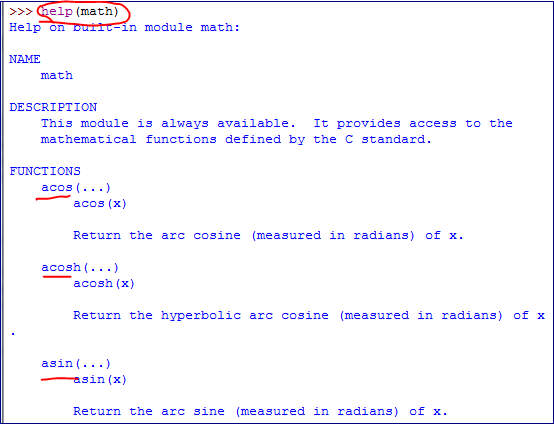 >>> help(math)
Help on built-in module math:
NAME
math
DESCRIPTION
This module is always available.  It provides access to the
mathematical functions defined by the C standard.
FUNCTIONS
acos(...)
acos(x)
Return the arc cosine (measured in radians) of x.
acosh(...)
acosh(x)
Return the hyperbolic arc cosine (measured in radians) of x
.
asin(...)
asin(x)
Return the arc sine (measured in radians) of x.